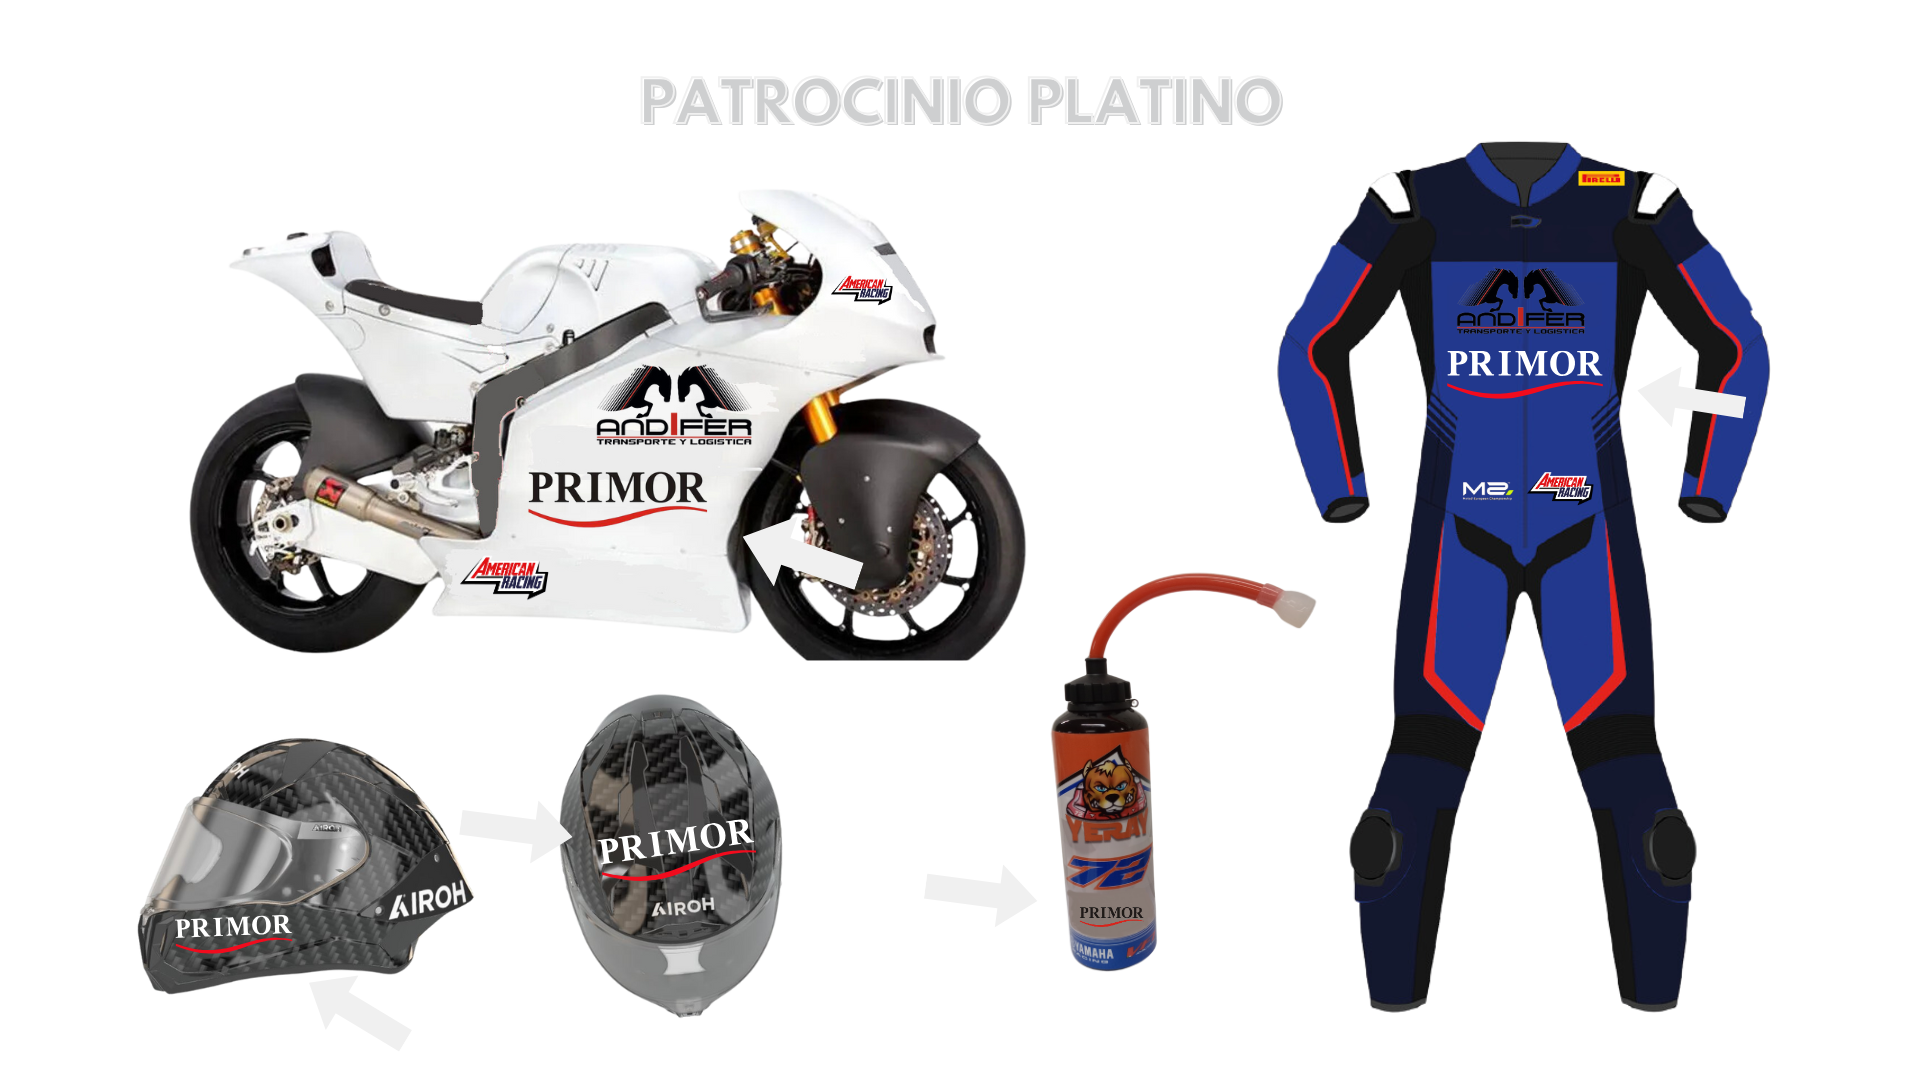 PATROCINIO PLATINO
AMERICAN
RACING
ANDIFER
TRANSPORTE Y LOGISTICA
PRIMOR
AMERICAN
RACING
PIRELLI
ANDIFER
TRANSPORTE Y LOGISTICA
PRIMOR
AMERICAN
RACING
AIROH
AIROH
PRIMOR
PRIMOR
AIROH
YERAY
72
PRIMOR
YAMAHA